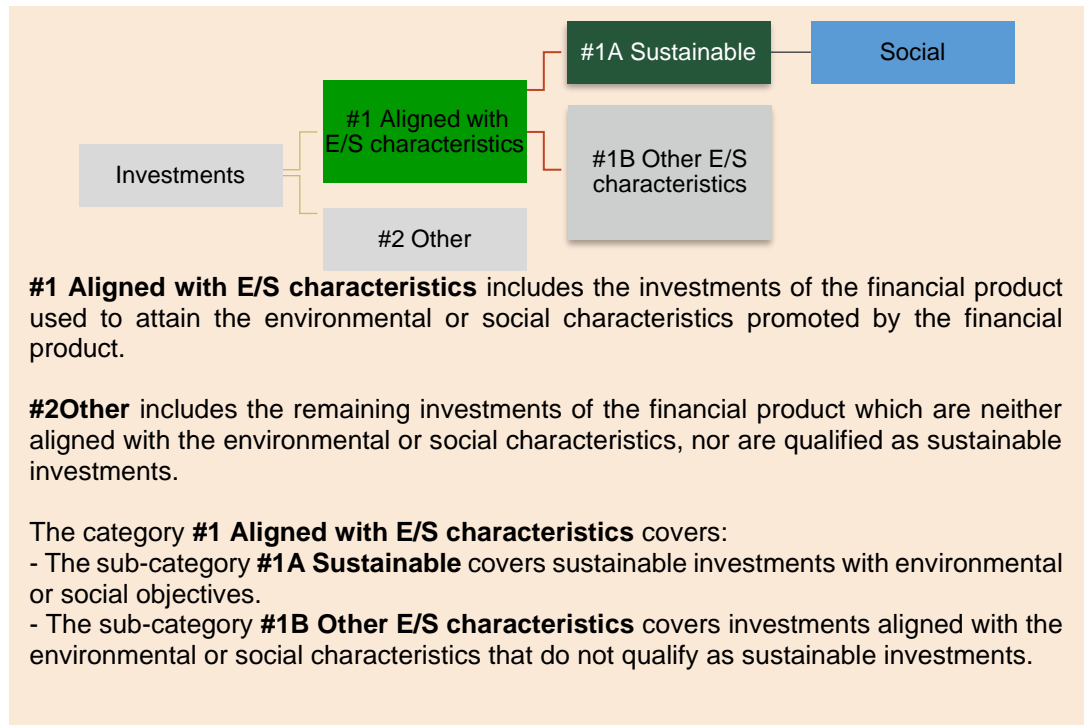 #1A Sustainable
Social
#1 Aligned with
E/S characteristics
#1B Other E/S
characteristics
Investments
#2 Other
#1 Aligned with E/S characteristics includes the investments of the financial product
used to attain the environmental or social characteristics promoted by the financial
product.
#2Other includes the remaining investments of the financial product which are neither
aligned with the environmental or social characteristics, nor are qualified as sustainable
investments.
The category #1 Aligned with E/S characteristics covers:
- The sub-category #1A Sustainable covers sustainable investments with environmental
or social objectives.
- The sub-category #1B Other E/S characteristics covers investments aligned with the
environmental or social characteristics that do not qualify as sustainable investments.